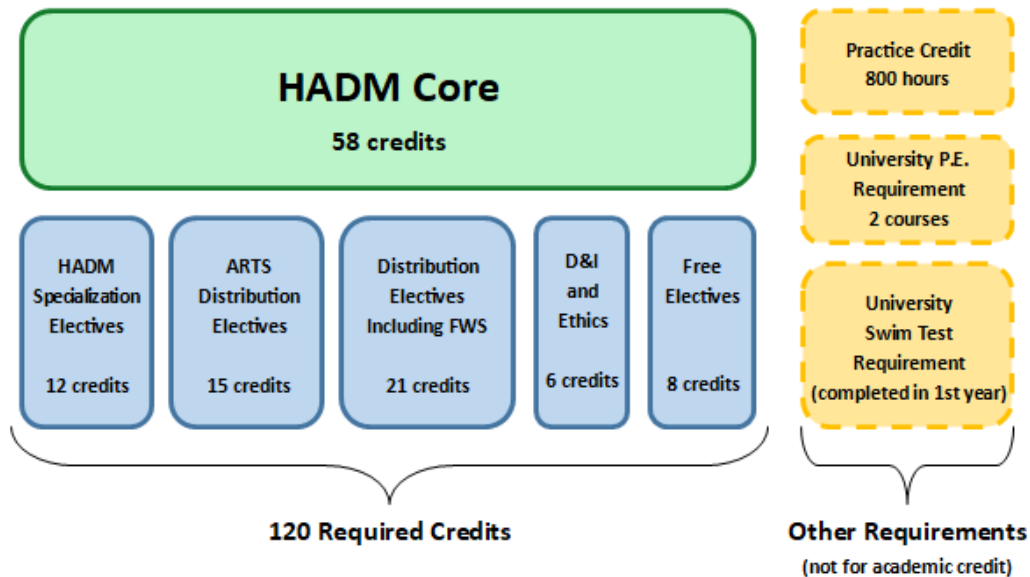 HADM Core
58 credits
HADM
Specialization
Electives
12 credits
ARTS
Distribution
Electives
15 credits
Distribution
Electives
Including FWS
21 credits
D&I
and
Ethics
6 credits
Free
Electives
8 credits
120 Required Credits
Practice Credit
800 hours
University P.E.
Requirement
2 courses
University
Swim Test
Requirement
(completed in 1st year)
Other Requirements
(not for academic credit)